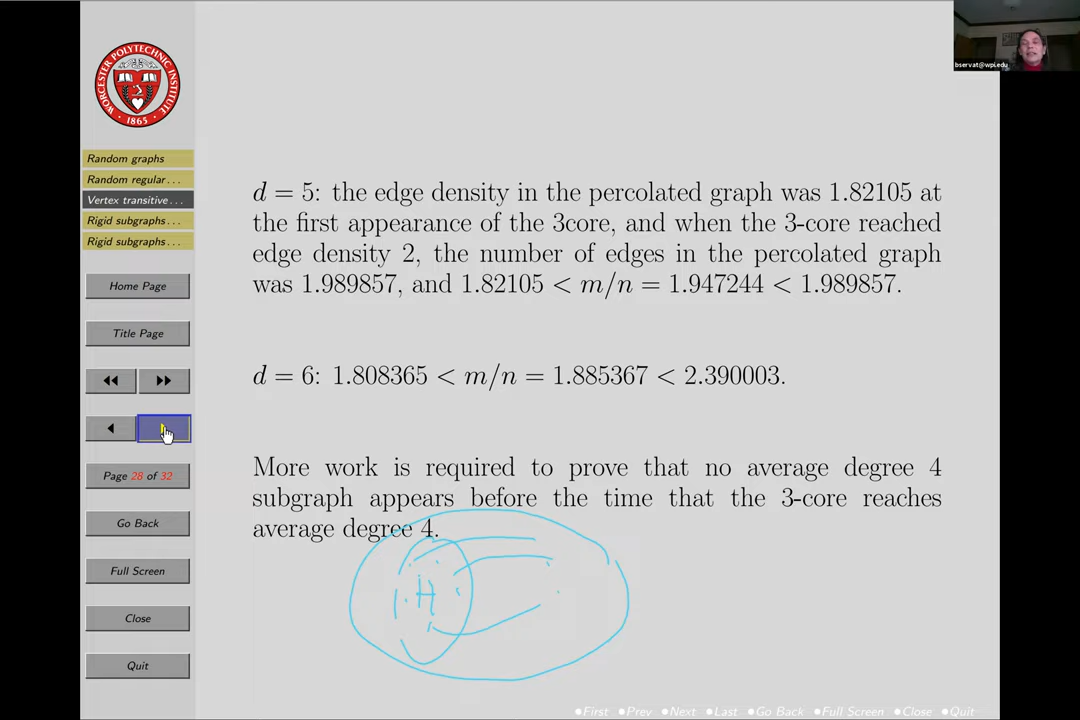 WORCESTER POLYTECHNIC INSTITUTE
1865
Random graphs
Random regular . . .
Vertex transitive . . .
Rigid subgraphs . . .
Rigid subgraphs . . .
Home Page
Title Page
Page 28 of 32
Go Back
Full Screen
Close
Quit
d = 5: the edge density in the percolated graph was 1.82105 at
the first appearance of the 3core, and when the 3-core reached
edge density 2, the number of edges in the percolated graph
was 1.989857, and 1.82105 < m/n = 1.947244 < 1.989857.
d = 6: 1.808365 < m/n = 1.885367 < 2.390003.
More work is required to prove that no average degree 4
subgraph appears before the time that the 3-core reaches
average degree 4.
H
•First •Prev •Next •Last •Go Back •Full Screen •Close •Quit
bservat@wpi.edu